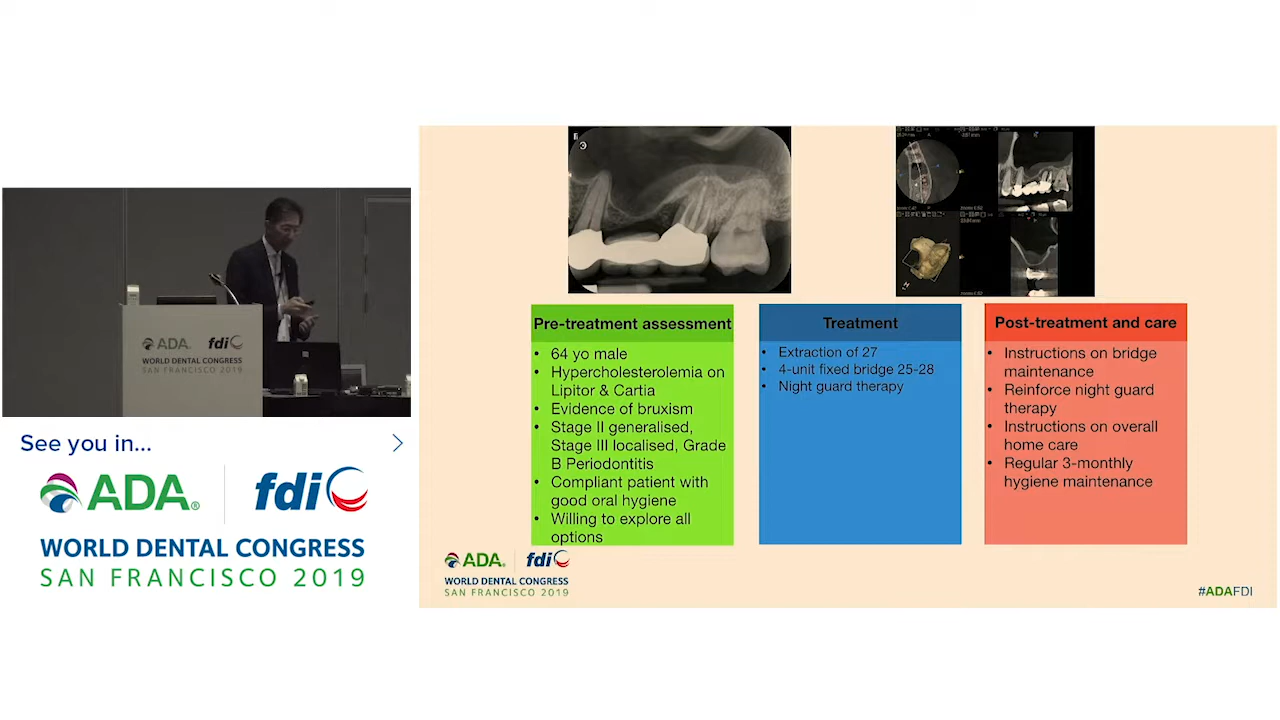 ADA. fdi
WORLD DENTAL CONGRESS
SAN FRANCISCO 2019
See you in...
ADA® fdi
WORLD DENTAL CONGRESS
SAN FRANCISCO 2019
Pre-treatment assessment
• 64 yo male
• Hypercholesterolemia on
Lipitor & Cartia
• Evidence of bruxism
• Stage II generalised,
Stage III localised, Grade
B Periodontitis
• Compliant patient with
good oral hygiene
• Willing to explore all
options
Treatment
• Extraction of 27
• 4-unit fixed bridge 25-28
• Night guard therapy
Post-treatment and care
• Instructions on bridge
maintenance
• Reinforce night guard
therapy
• Instructions on overall
home care
• Regular 3-monthly
hygiene maintenance
ADA. fdi
WORLD DENTAL CONGRESS
SAN FRANCISCO 2019
#ADAFDI